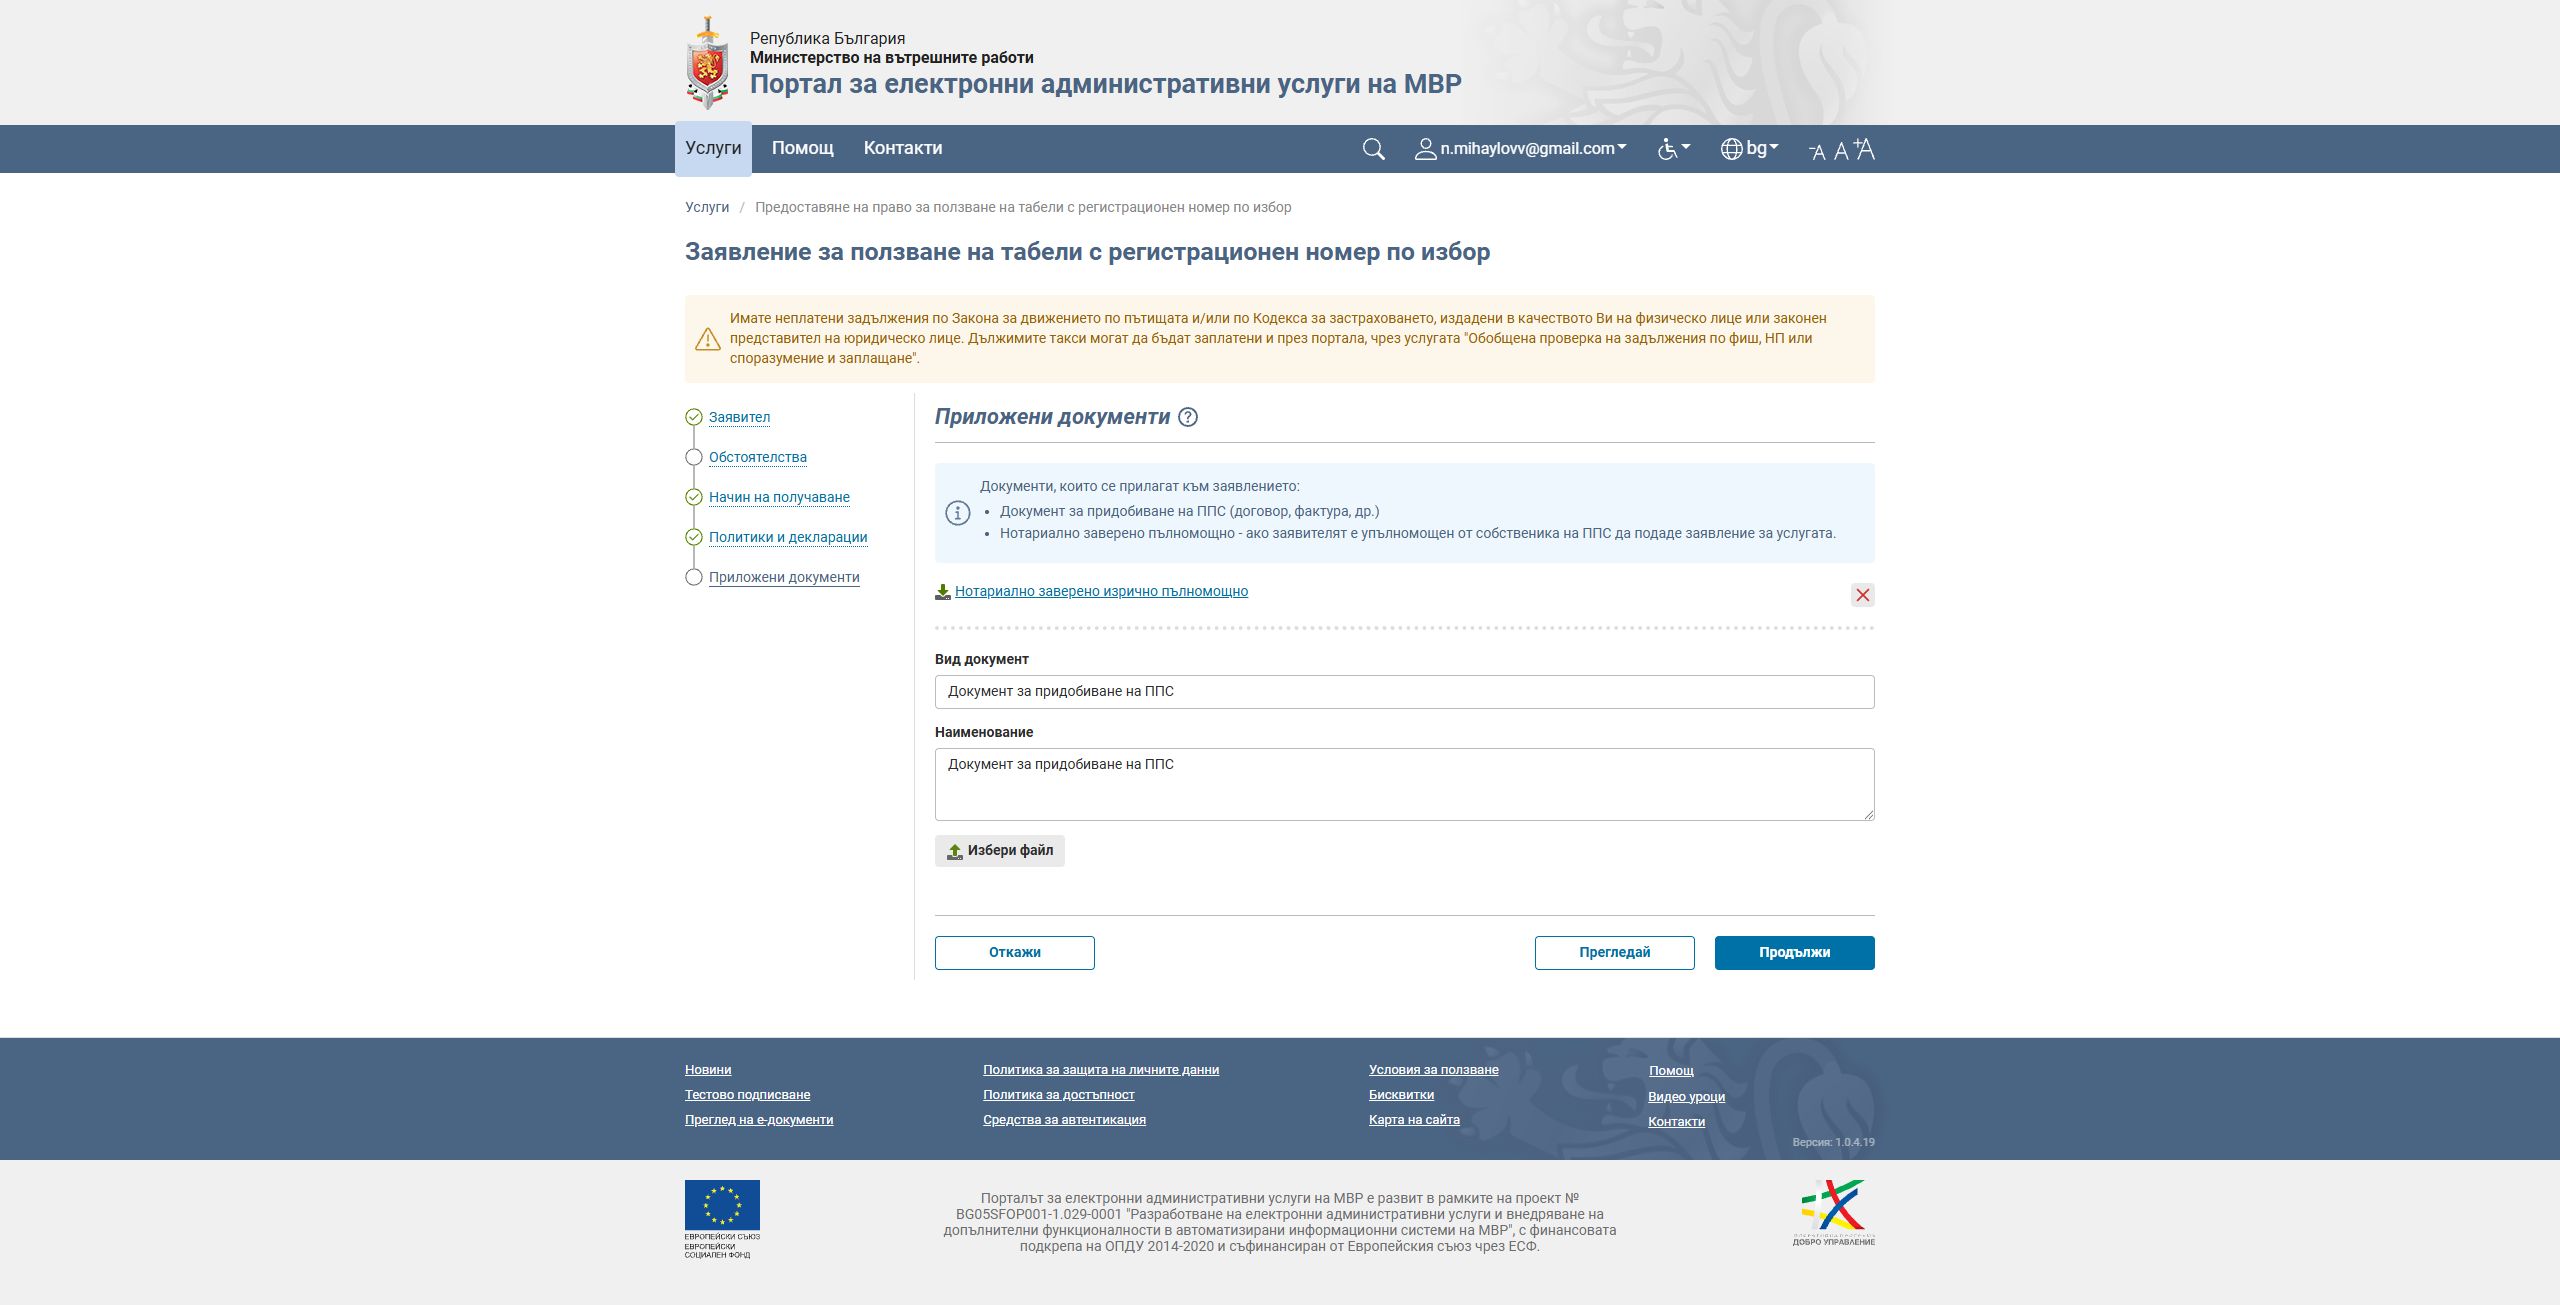 Република България
Министерство на вътрешните работи
Портал за електронни административни услуги на МВР
Услуги
Помощ
Контакти
n.mihaylovv@gmail.com
bg
-A A +A
Услуги / Предоставяне на право за ползване на табели с регистрационен номер по избор
Заявление за ползване на табели с регистрационен номер по избор
Имате неплатени задължения по Закона за движението по пътищата и/или по Кодекса за застраховането, издадени в качеството Ви на физическо лице или законен
представител на юридическо лице. Дължимите такси могат да бъдат заплатени и през портала, чрез услугата "Обобщена проверка на задължения по фиш, НП или
споразумение и заплащане".
Заявител
Обстоятелства
Начин на получаване
Политики и декларации
Приложени документи
Приложени документи
Документи, които се прилагат към заявлението:
• Документ за придобиване на ППС (договор, фактура, др.)
• Нотариално заверено пълномощно - ако заявителят е упълномощен от собственика на ППС да подаде заявление за услугата.
Нотариално заверено изрично пълномощно
Вид документ
Документ за придобиване на ППС
Наименование
Документ за придобиване на ППС
Избери файл
Откажи
Прегледай
Продължи
Новини
Тестово подписване
Преглед на е-документи
Политика за защита на личните данни
Политика за достъпност
Средства за автентикация
Условия за ползване
Бисквитки
Карта на сайта
Помощ
Видео уроци
Контакти
Версия: 1.0.4.19
ЕВРОПЕЙСКИ СЪЮЗ
ЕВРОПЕЙСКИ
СОЦИАЛЕН ФОНД
Порталът за електронни административни услуги на МВР е развит в рамките на проект №
BG05SFOP001-1.029-0001 "Разработване на електронни административни услуги и внедряване на
допълнителни функционалности в автоматизирани информационни системи на МВР", с финансовата
подкрепа на ОПДУ 2014-2020 и съфинансиран от Европейския съюз чрез ЕСФ.
ДОБРО УПРАВЛЕНИЕ